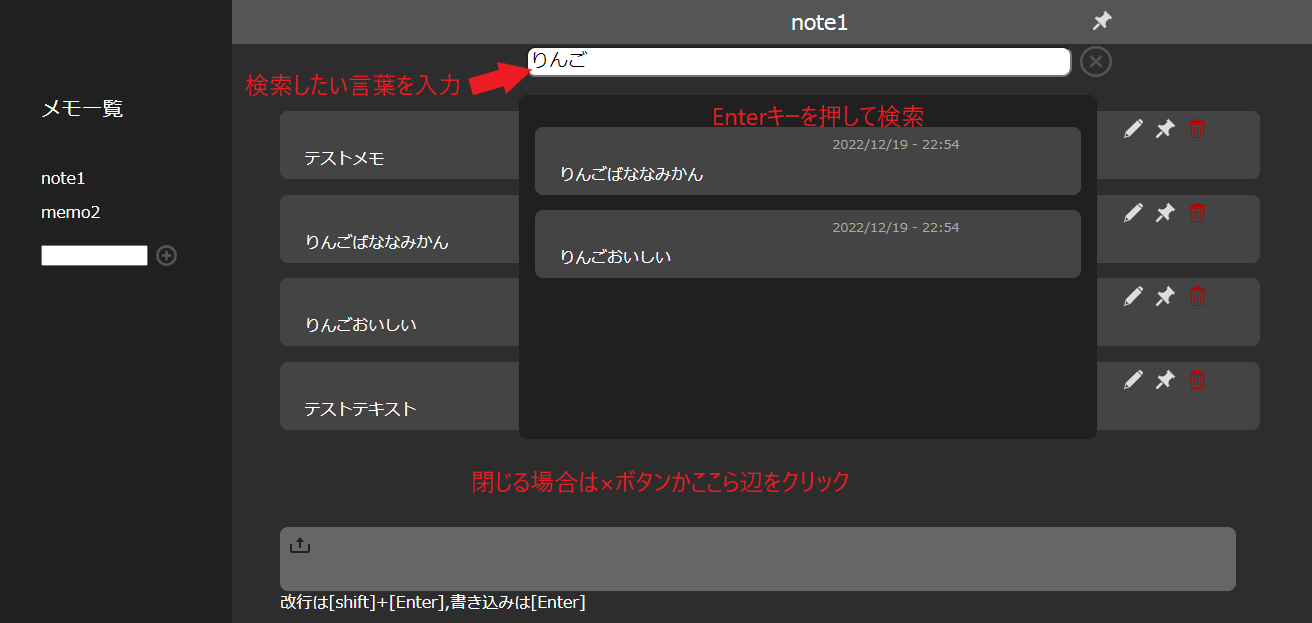 note1
りんご
検索したい言葉を入力
メモ一覧
note1
memo2
Enterキーを押して検索
テストメモ
りんごばななみかん
りんごおいしい
テストテキスト
2022/12/19 - 22:54
りんごばななみかん
2022/12/19 - 22:54
りんごおいしい
閉じる場合は×ボタンかここら辺をクリック
改行は[shift]+[Enter],書き込みは[Enter]